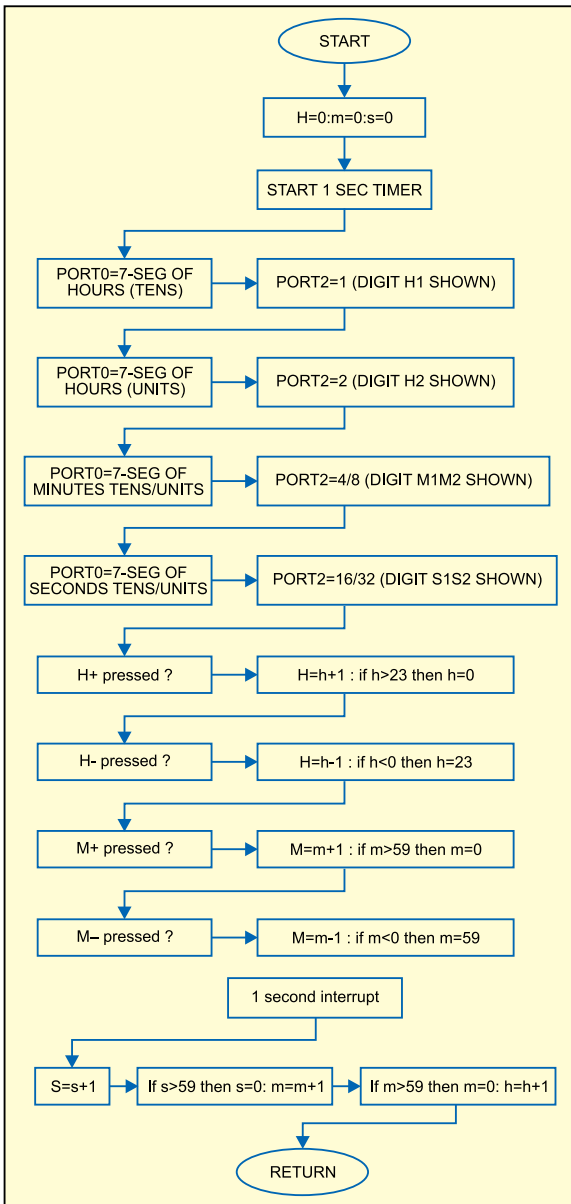 START
H=0:m=0:s=0
START 1 SEC TIMER
PORT0=7-SEG OF
HOURS (TENS)
PORT2=1 (DIGIT H1 SHOWN)
PORT0=7-SEG OF
HOURS (UNITS)
PORT2=2 (DIGIT H2 SHOWN)
PORT0=7-SEG OF
MINUTES TENS/UNITS
PORT2=4/8 (DIGIT M1M2 SHOWN)
PORT0=7-SEG OF
SECONDS TENS/UNITS
PORT2=16/32 (DIGIT S1S2 SHOWN)
H+ pressed ?
H=h+1 : if h>23 then h=0
H- pressed ?
H=h-1 : if h<0 then h=23
M+ pressed ?
M=m+1 : if m>59 then m=0
M– pressed ?
M=m-1 : if m<0 then m=59
1 second interrupt
S=s+1
If s>59 then s=0: m=m+1
If m>59 then m=0: h=h+1
RETURN